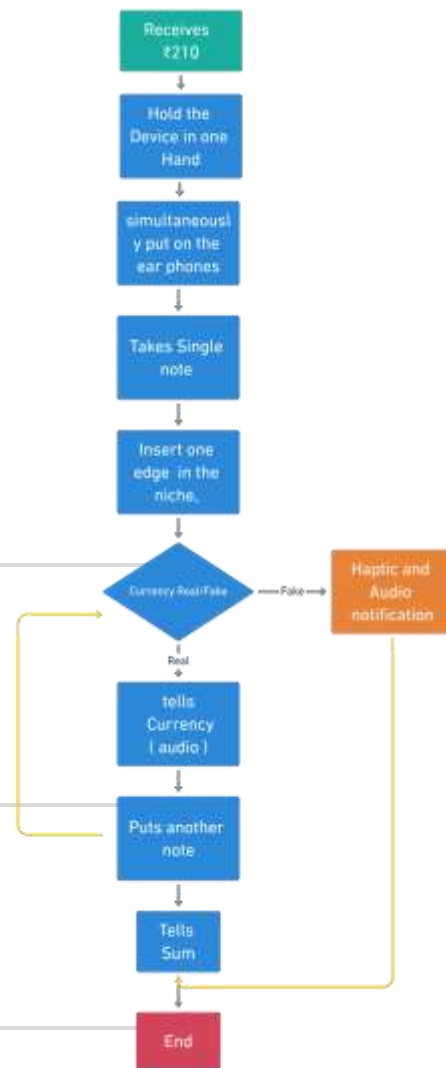 Receives
₹210
Hold the
Device in one
Hand
simultaneousl
y put on the
ear phones
Takes Single
note
Insert one
edge in the
niche.
Currency Real/Fake
Fake
Haptic and
Audio
notification
Real
tells
Currency
( audio )
Puts another
note
Tells
Sum
End